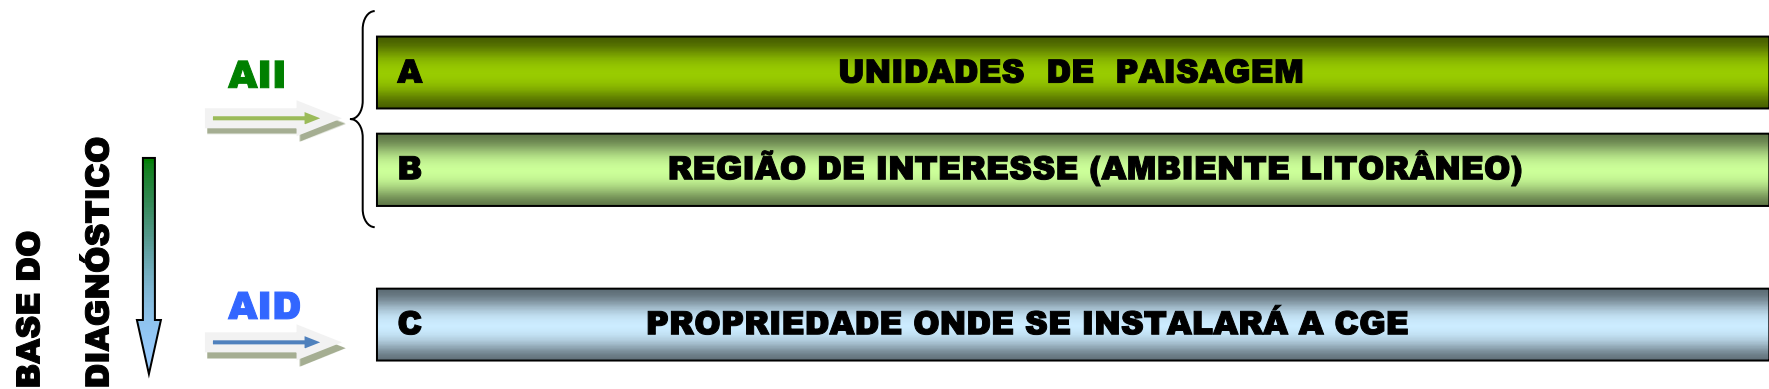 BASE DO
DIAGNÓSTICO
AII
A UNIDADES DE PAISAGEM
B REGIÃO DE INTERESSE (AMBIENTE LITORÂNEO)
AID
C PROPRIEDADE ONDE SE INSTALARÁ A CGE